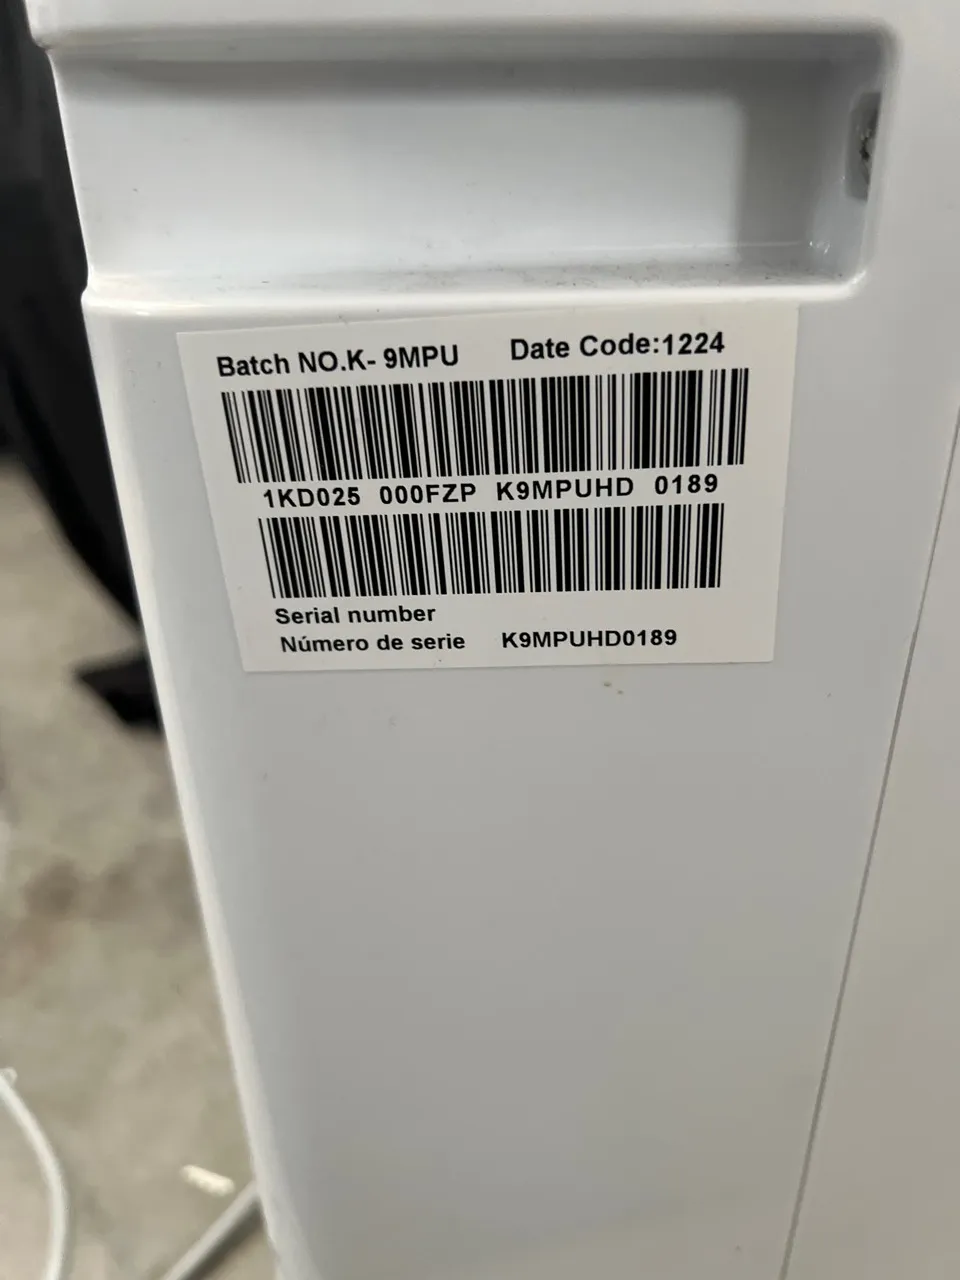 Batch NO.K- 9MPU Date Code:1224
1KD025 000FZP K9MPUHD 0189
Serial number
Número de serie K9MPUHD0189